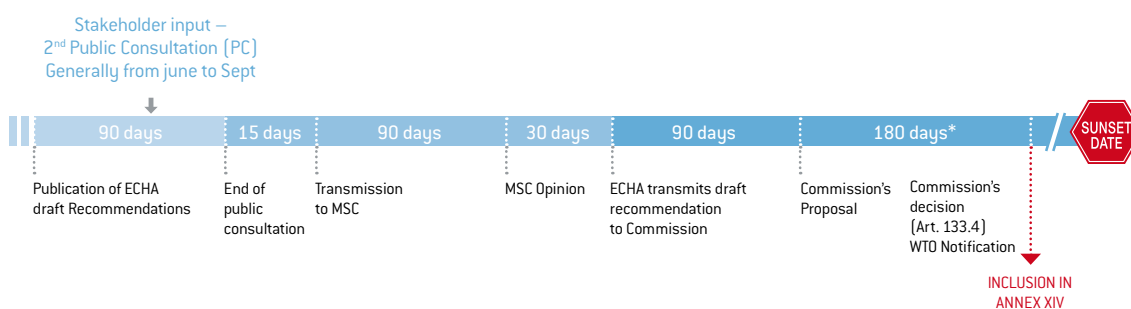 Stakeholder input –
2nd Public Consultation (PC)
Generally from june to Sept
90 days
15 days
90 days
30 days
90 days
180 days*
SUNSET
DATE
Publication of ECHA
draft Recommendations
End of
public
consultation
Transmission
to MSC
MSC Opinion
ECHA transmits draft
recommendation
to Commission
Commission's
Proposal
Commission's
decision
(Art. 133.4)
WTO Notification
INCLUSION IN
ANNEX XIV